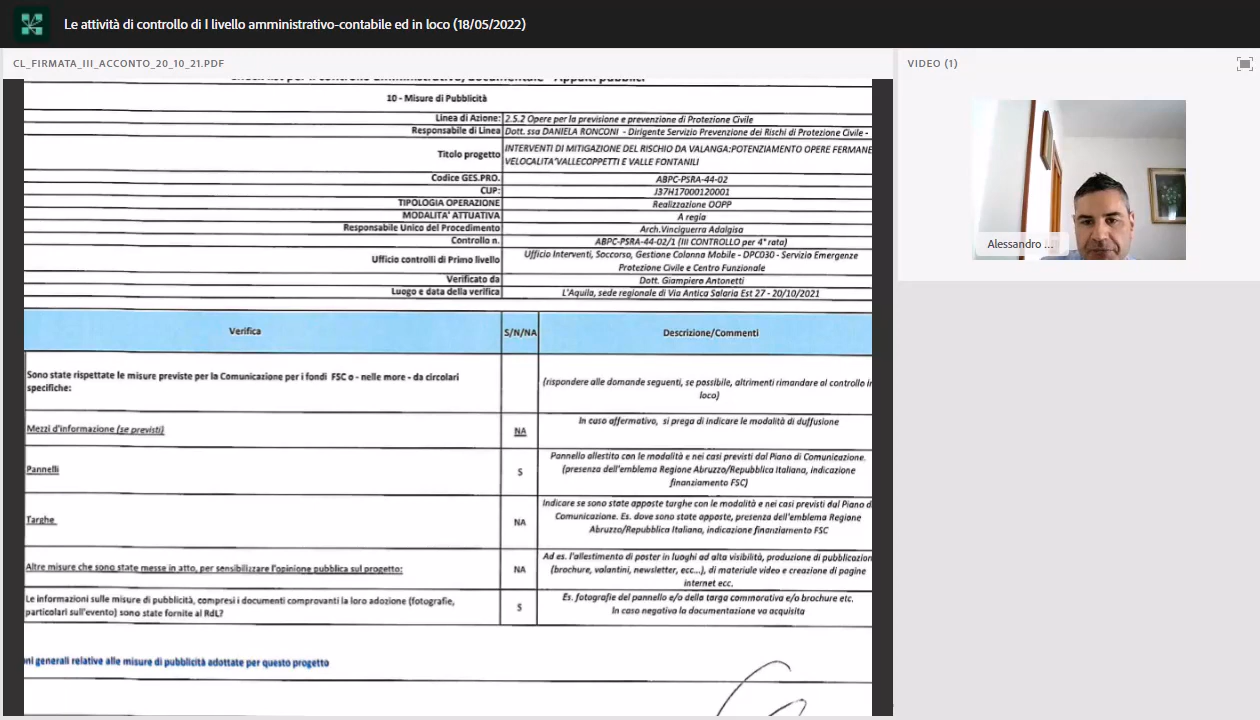 Le attività di controllo di I livello amministrativo-contabile ed in loco (18/05/2022)
CL_FIRMATA_III_ACCONTO_20_10_21.PDF
VIDEO (1)
Appalti pubblici
10 - Misure di Pubblicità
Linea di Azione: 2.5.2 Opere per la previsione e prevenzione di Protezione Civile
Responsabile di Linea Dott. ssa DANIELA RONCONI - Dirigente Servizio Prevenzione dei Rischi di Protezione Civile -
Titolo progetto INTERVENTI DI MITIGAZIONE DEL RISCHIO DA VALANGA:POTENZIAMENTO OPERE FERMANE
VELOCALITA'VALLECOPPETTI E VALLE FONTANILI
Codice GES.PRO. ABPC-PSRA-44-02
CUP: J37H17000120001
TIPOLOGIA OPERAZIONE Realizzazione OOPP
MODALITA' ATTUATIVA A regia
Responsabile Unico del Procedimento Arch.Vinciguerra Adalgisa
Controllo n. ABPC-PSRA-44-02/1 (III CONTROLLO per 4° rata)
Ufficio controlli di Primo livello Ufficio Interventi, Soccorso, Gestione Colonna Mobile - DPC030 - Servizio Emergenze
Protezione Civile e Centro Funzionale
Verificato da Dott. Giampiero Antonetti
Luogo e data della verifica L'Aquila, sede regionale di Via Antica Salaria Est 27 - 20/10/2021
Verifica S/N/NA Descrizione/Commenti
Sono state rispettate le misure previste per la Comunicazione per i fondi FSC o - nelle more - da circolari
specifiche:
(rispondere alle domande seguenti, se possibile, altrimenti rimandare al controllo in
loco)
Mezzi d'informazione (se previsti) NA In caso affermativo, si prega di indicare le modalità di duffusione
Pannelli S Pannello allestito con le modalità e nei casi previsti dal Piano di Comunicazione.
(presenza dell'emblema Regione Abruzzo/Repubblica Italiana, indicazione
finanziamento FSC)
Targhe NA Indicare se sono state apposte targhe con le modalità e nei casi previsti dal Piano d
Comunicazione. Es. dove sono state apposte, presenza dell'emblema Regione
Abruzzo/Repubblica Italiana, indicazione finanziamento FSC
Altre misure che sono state messe in atto, per sensibilizzare l'opinione pubblica sul progetto: NA Ad es. l'allestimento di poster in luoghi ad alta visibilità, produzione di pubblicazion
(brochure, volantini, newsletter, ecc...), di materiale video e creazione di pagine
internet ecc.
Le informazioni sulle misure di pubblicità, compresi i documenti comprovanti la loro adozione (fotografie,
particolari sull'evento) sono state fornite al RdL? S Es. fotografie del pannello e/o della targa commorativa e/o brochure etc.
In caso negativo la documentazione va acquisita
ni generali relative alle misure di pubblicità adottate per questo progetto
Alessandro ...